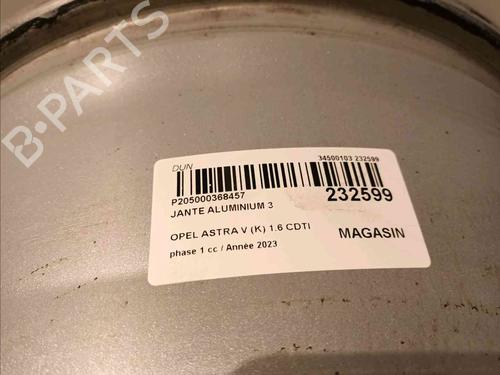 B-PARTS
DUN
34500103 232599
P205000368457
232599
JANTE ALUMINIUM 3
OPEL ASTRA V (K) 1.6 CDTI
MAGASIN
phase 1 cc / Année 2023